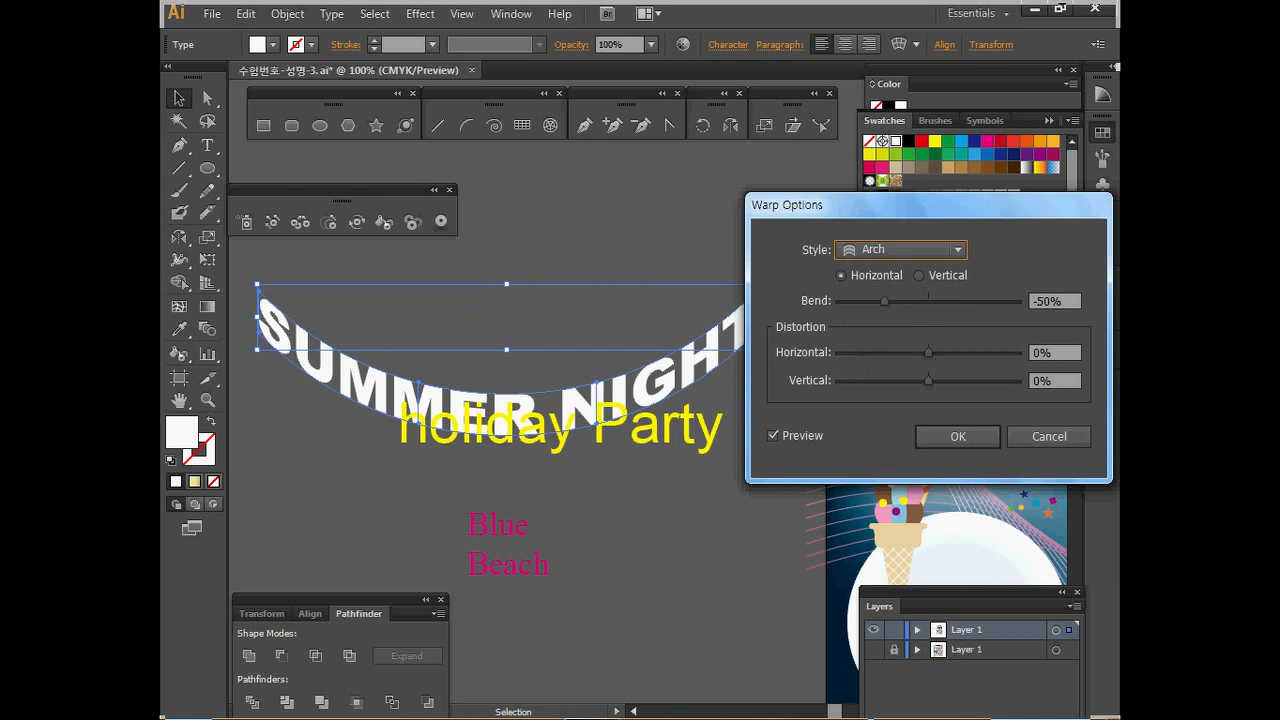 Ai File Edit Object Type Select Effect View Window Help Br Essentials
Type Stroke: Opacity: 100% Character Paragraph: Align Transform
수험번호-성명-3.ai* @ 100% (CMYK/Preview)
Color
Swatches Brushes Symbols
Warp Options
Style: Arch
Horizontal Vertical
Bend: -50%
Distortion
Horizontal: 0%
Vertical: 0%
Preview OK Cancel
SUMMER NIGHT
holiday Party
Blue
Beach
Transform Align Pathfinder
Shape Modes:
Expand
Pathfinders:
Layers
Layer 1
Layer 1
Selection